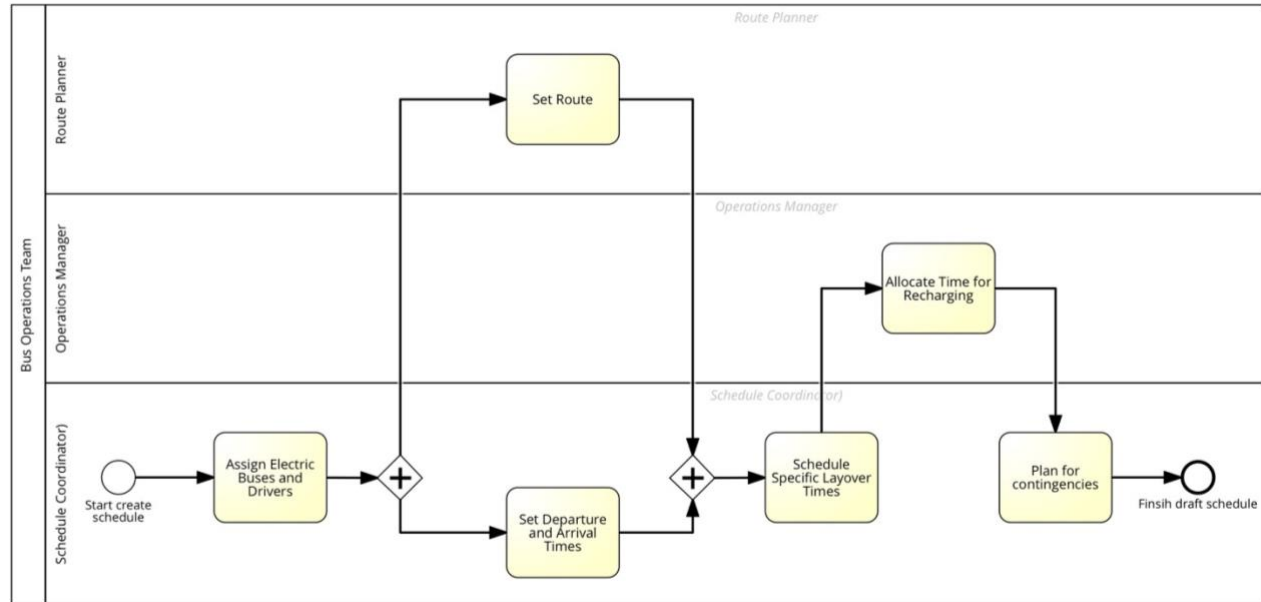 Bus Operations Team
Route Planner
Route Planner
Set Route
Operations Manager
Operations Manager
Allocate Time for
Recharging
Schedule Coordinator)
Schedule Coordinator)
Start create
schedule
Assign Electric
Buses and
Drivers
Set Departure
and Arrival
Times
Schedule
Specific Layover
Times
Plan for
contingencies
Finsih draft schedule